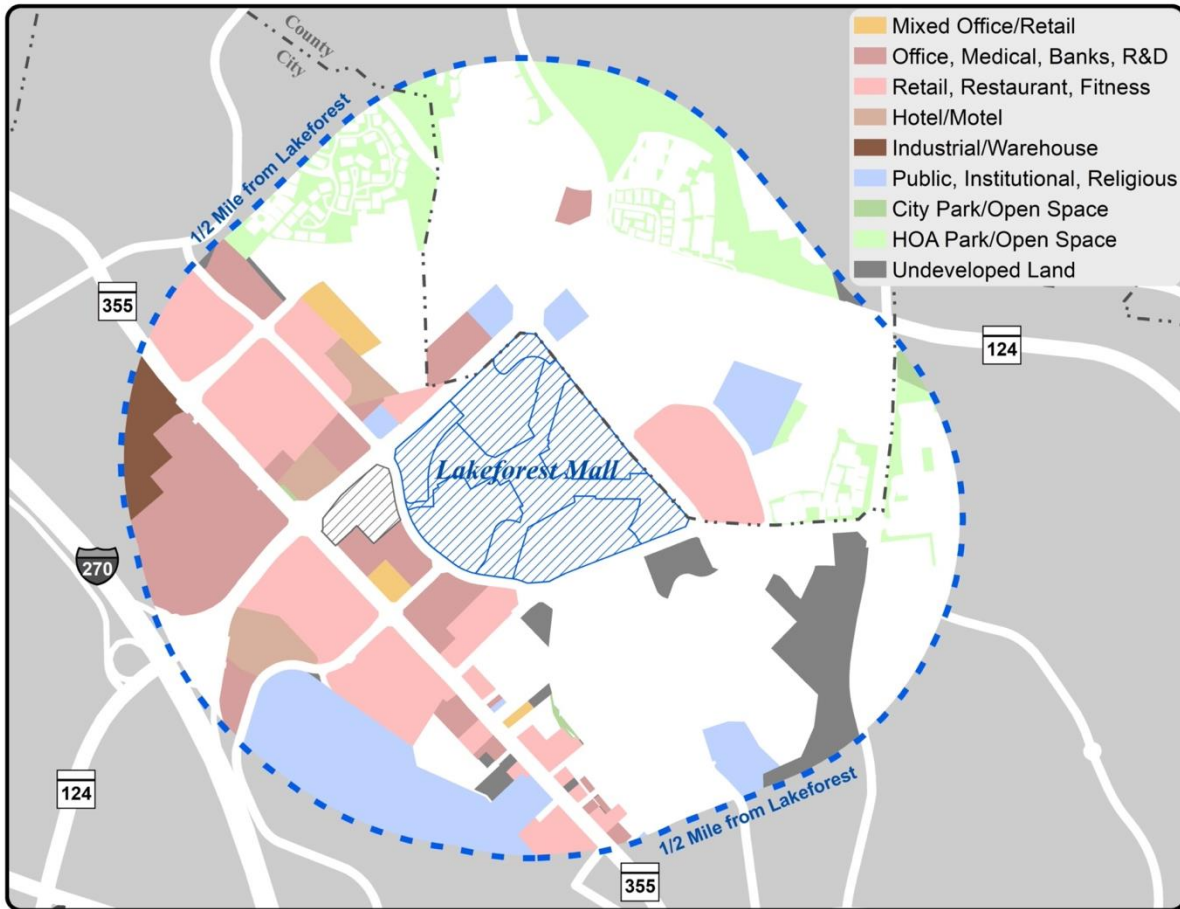 Mixed Office/Retail
Office, Medical, Banks, R&D
Retail, Restaurant, Fitness
Hotel/Motel
Industrial/Warehouse
Public, Institutional, Religious
City Park/Open Space
HOA Park/Open Space
Undeveloped Land
County
City
1/2 Mile from Lakeforest
355
124
Lakeforest Mall
270
124
1/2 Mile from Lakeforest
355